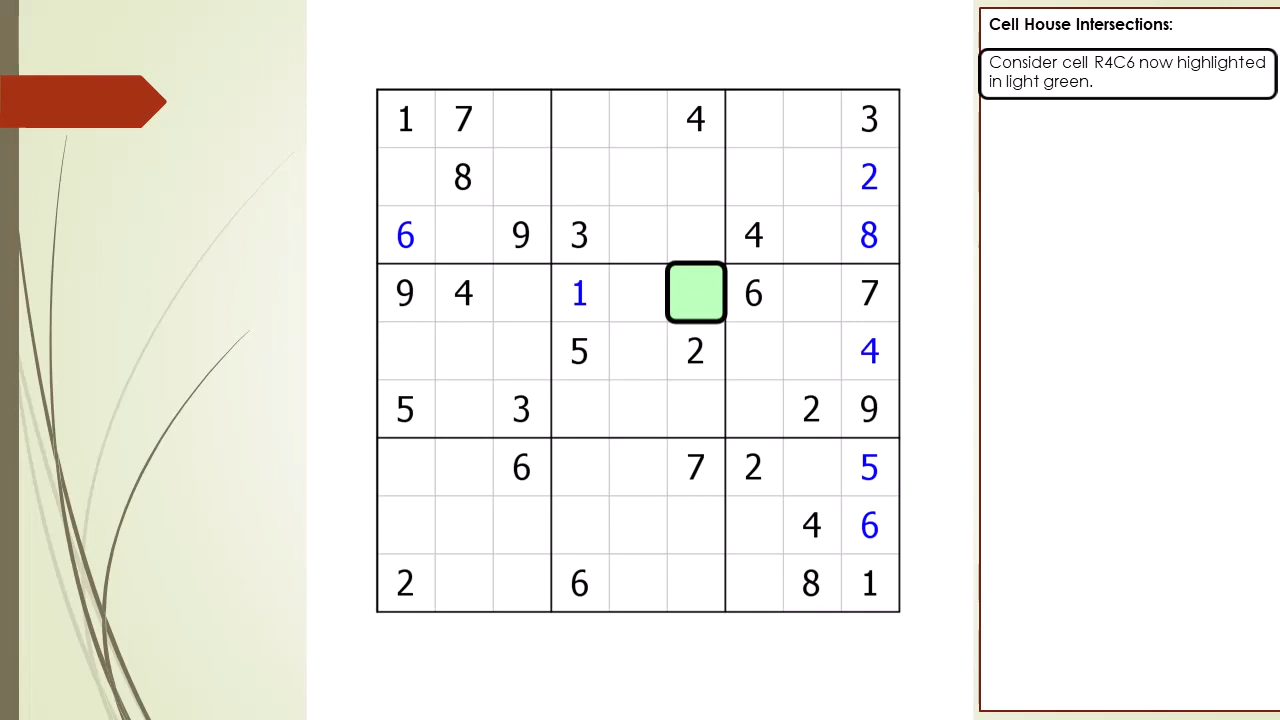 Cell House Intersections:
Consider cell R4C6 now highlighted
in light green.
1 7 4 3
8 2
6 9 3 4 8
9 4 1 6 7
5 2 4
5 3 2 9
6 7 2 5
4 6
2 6 8 1